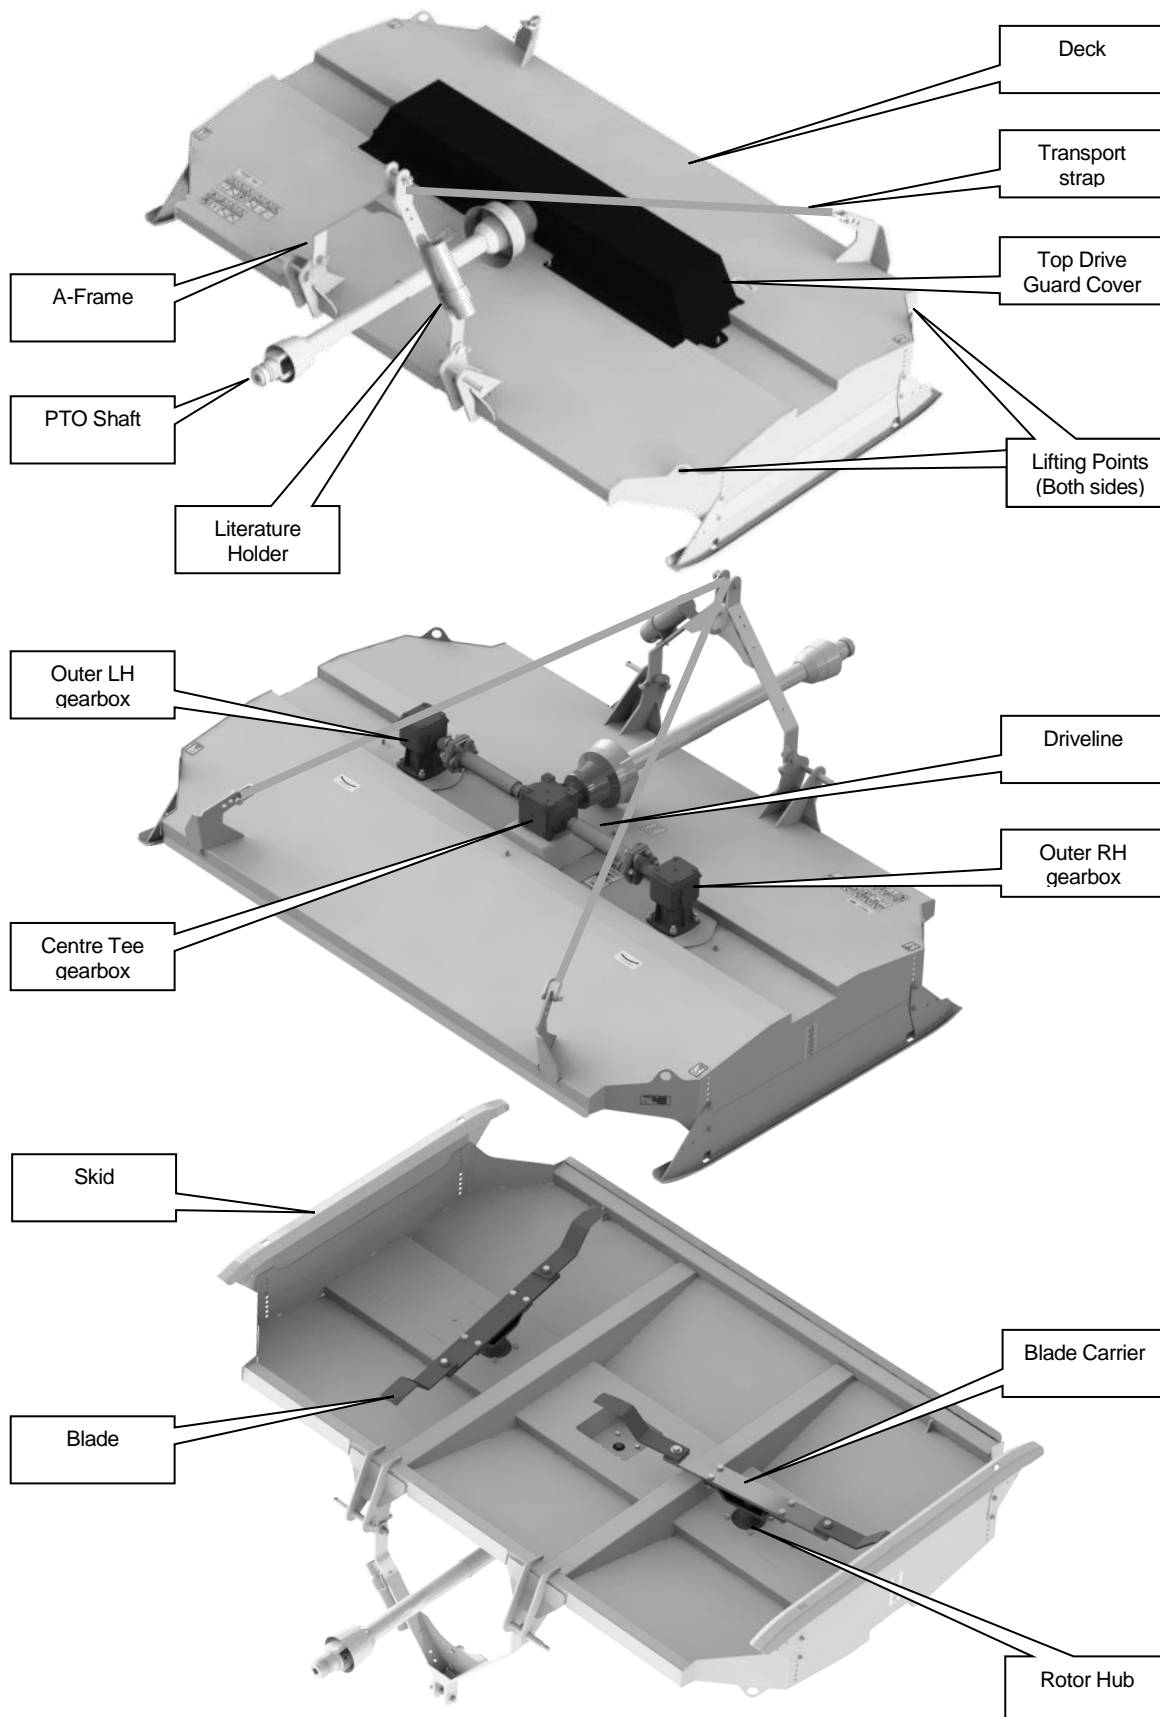 Deck
Transport
strap
Top Drive
Guard Cover
A-Frame
PTO Shaft
Lifting Points
(Both sides)
Literature
Holder
Outer LH
gearbox
Driveline
Outer RH
gearbox
Centre Tee
gearbox
Skid
Blade Carrier
Blade
Rotor Hub